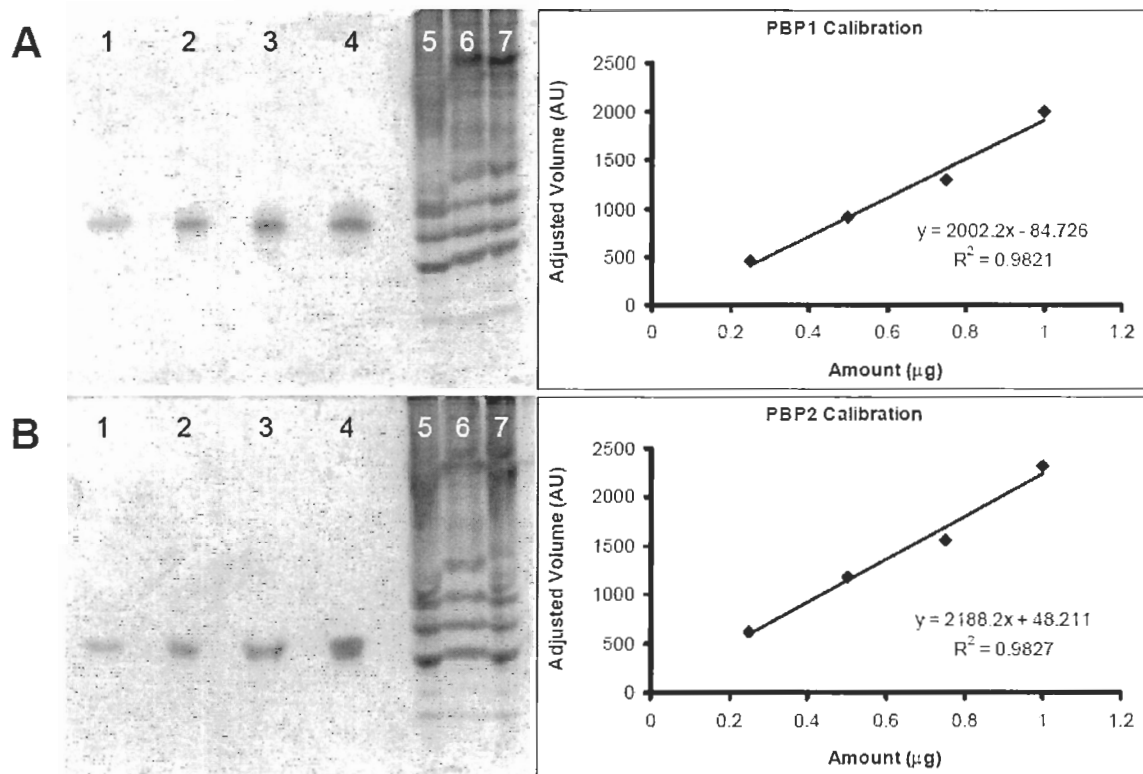 A
1 2 3 4 5 6 7
PBP1 Calibration
Adjusted Volume (AU)
2500
2000
1500
1000
500
0
y = 2002.2x - 84.726
R² = 0.9821
0 0.2 0.4 0.6 0.8 1 1.2
Amount (μg)
B
1 2 3 4 5 6 7
PBP2 Calibration
Adjusted Volume (AU)
2500
2000
1500
1000
500
0
y = 2188.2x + 48.211
R² = 0.9827
0 0.2 0.4 0.6 0.8 1 1.2
Amount (μg)